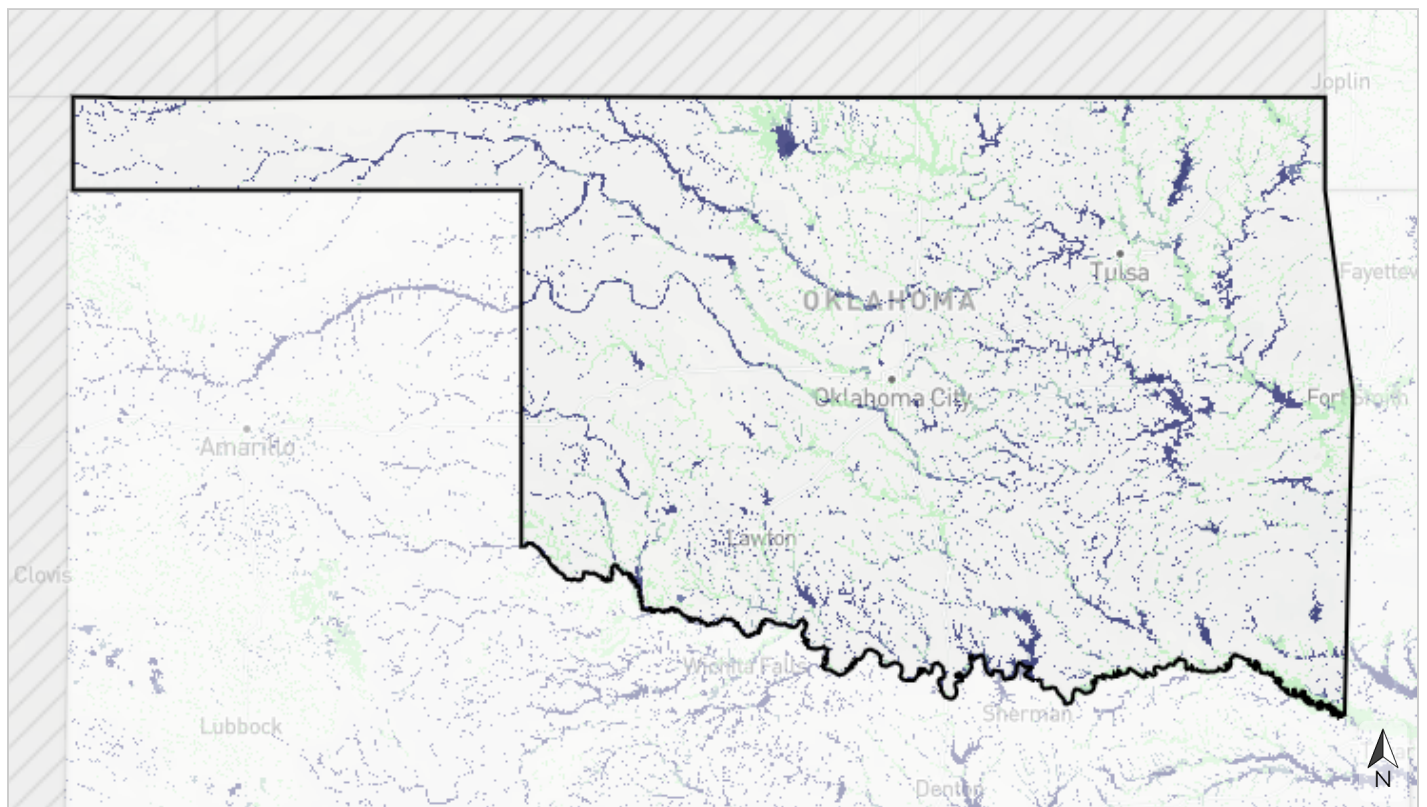 Joplin
Tulsa
Fayettev
OKLAHOMA
Oklahoma City
Fort Smith
Amarillo
Lawton
Clovis
Wichita Falls
Lubbock
Sherman
Denton
N